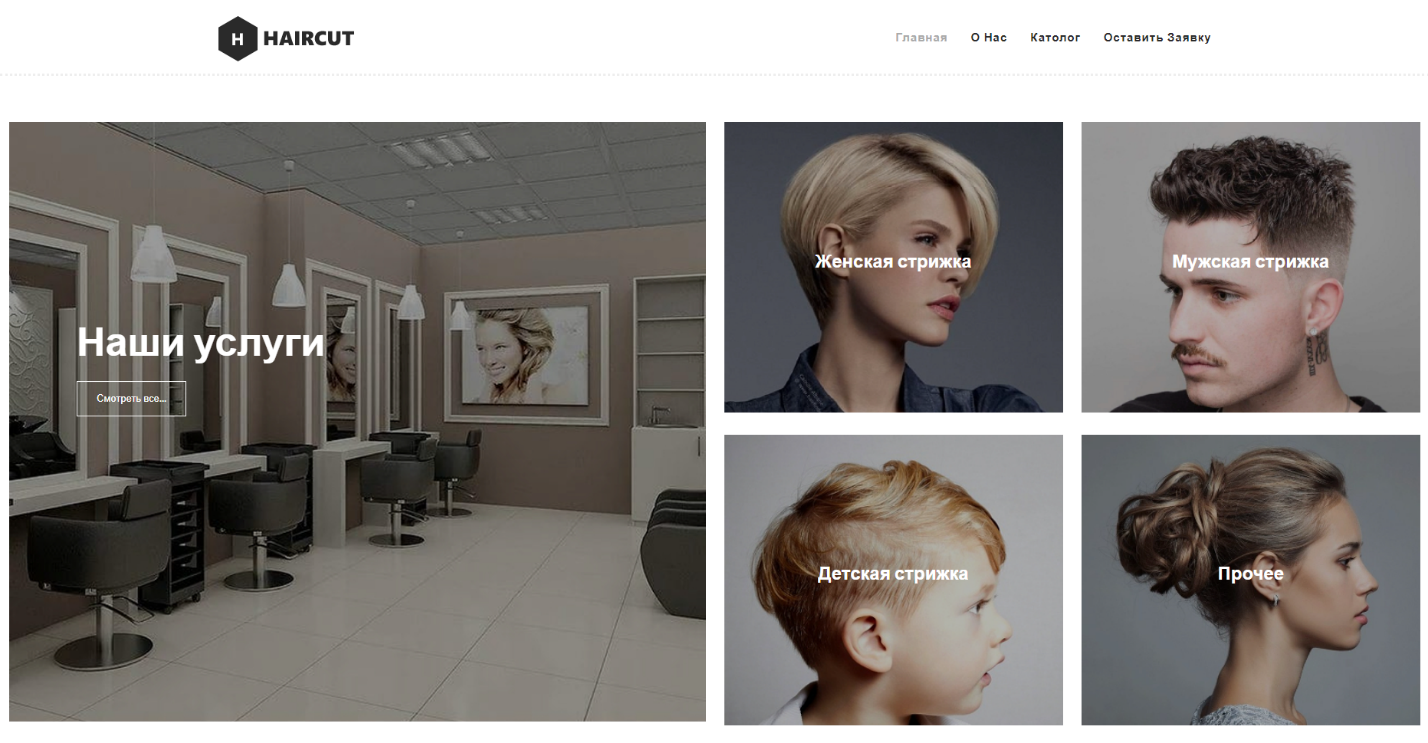 H HAIRCUT
Главная О Нас Католог Оставить Заявку
Наши услуги
Смотреть все...
Женская стрижка
Мужская стрижка
Детская стрижка
Прочее